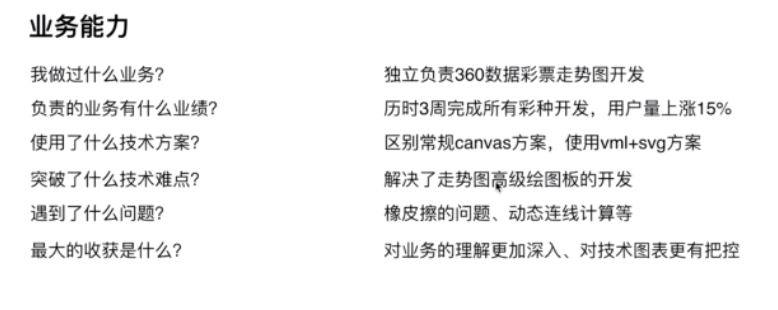 业务能力
我做过什么业务? 独立负责360数据彩票走势图开发
负责的业务有什么业绩? 历时3周完成所有彩种开发，用户量上涨15%
使用了什么技术方案? 区别常规canvas方案，使用vml+svg方案
突破了什么技术难点? 解决了走势图高级绘图板的开发
遇到了什么问题? 橡皮擦的问题、动态连线计算等
最大的收获是什么? 对业务的理解更加深入、对技术图表更有把控